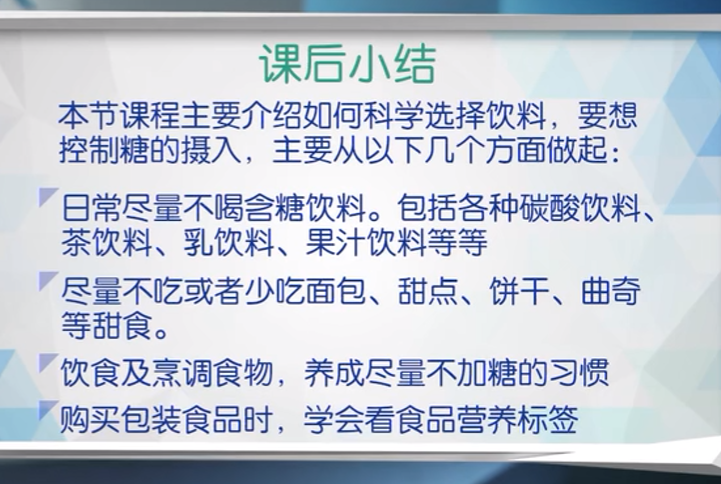 课后小结
本节课程主要介绍如何科学选择饮料，要想
控制糖的摄入，主要从以下几个方面做起：
日常尽量不喝含糖饮料。包括各种碳酸饮料、
茶饮料、乳饮料、果汁饮料等等
尽量不吃或者少吃面包、甜点、饼干、曲奇
等甜食。
饮食及烹调食物，养成尽量不加糖的习惯
购买包装食品时，学会看食品营养标签